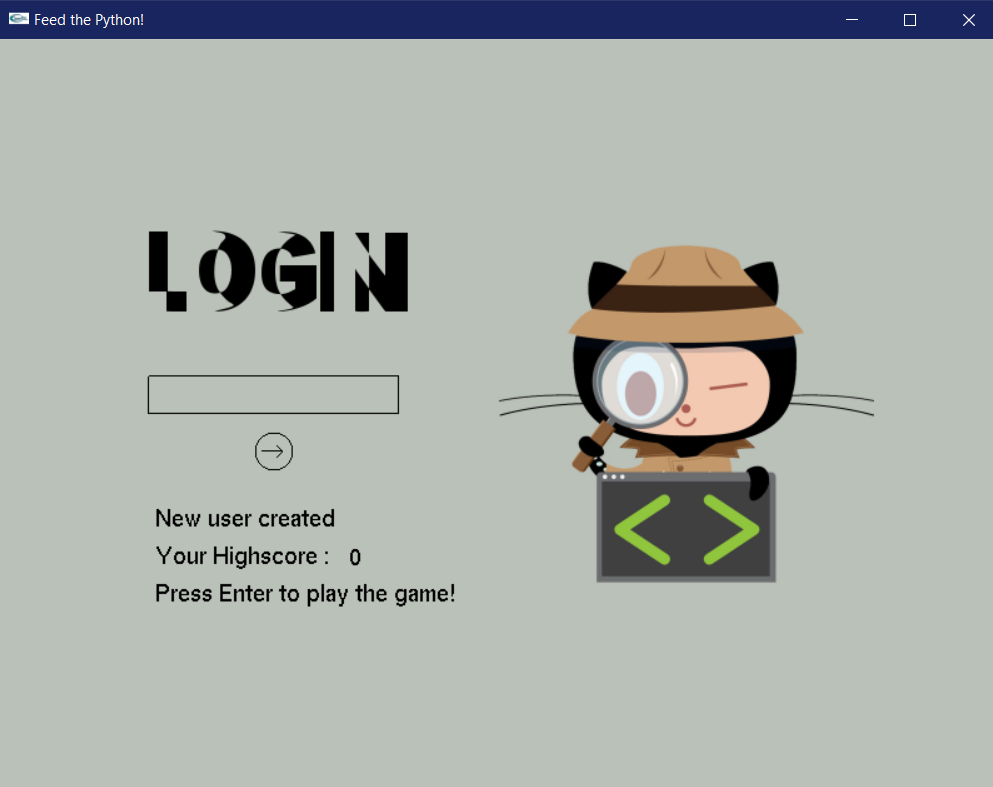 Feed the Python!
LOGIN
New user created
Your Highscore : 0
Press Enter to play the game!
< >